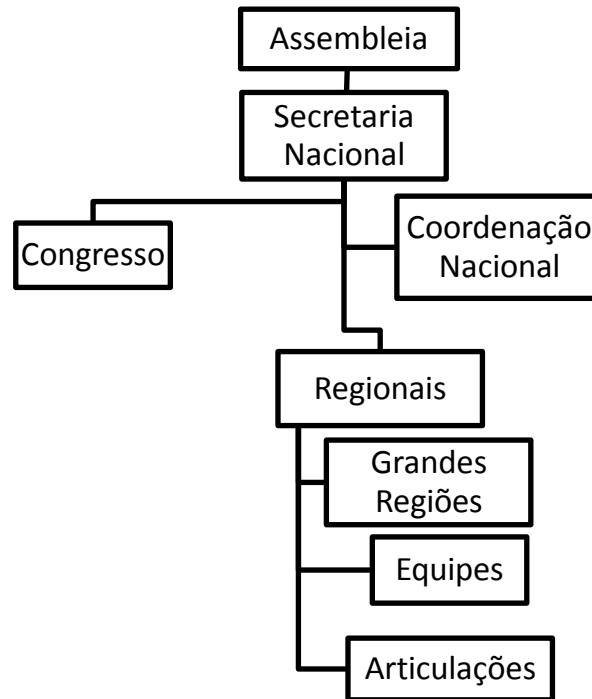 Assembleia
Secretaria
Nacional
Congresso
Coordenação
Nacional
Regionais
Grandes
Regiões
Equipes
Articulações